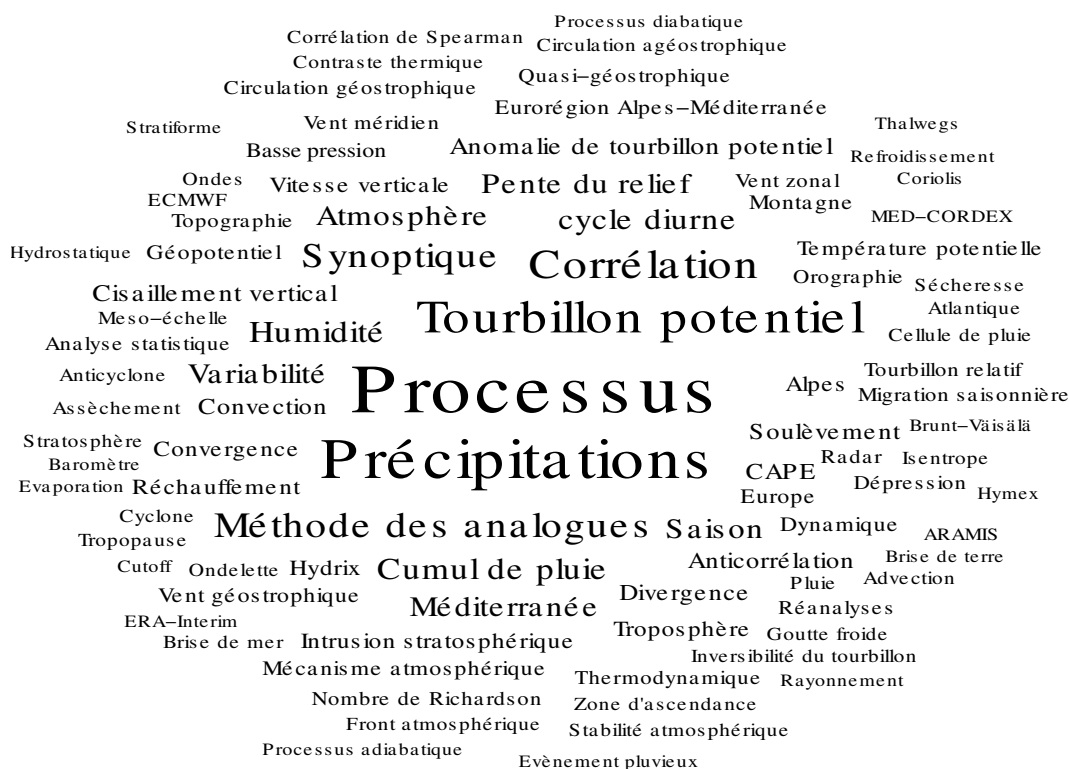 Processus diabatique
Corrélation de Spearman
Circulation agéostrophique
Contraste thermique
Quasi–géostrophique
Circulation géostrophique
Eurorégion Alpes–Méditerranée
Stratiforme
Vent méridien
Thalwegs
Basse pression
Anomalie de tourbillon potentiel
Refroidissement
Ondes
Vitesse verticale
Pente du relief
Vent zonal
Coriolis
ECMWF
Montagne
Topographie
Atmosphère
cycle diurne
MED–CORDEX
Hydrostatique
Géopotentiel
Synoptique
Corrélation
Température potentielle
Orographie
Sécheresse
Cisaillement vertical
Atlantique
Meso–échelle
Humidité
Tourbillon potentiel
Cellule de pluie
Analyse statistique
Anticyclone
Variabilité
Processus
Alpes
Tourbillon relatif
Migration saisonnière
Assèchement
Convection
Soulèvement
Brunt–Väisälä
Stratosphère
Convergence
Précipitations
Radar
Isentrope
Baromètre
CAPE
Evaporation
Réchauffement
Europe
Dépression
Hymex
Cyclone
Méthode des analogues
Saison
Dynamique
ARAMIS
Tropopause
Anticorrélation
Brise de terre
Cutoff
Ondelette
Hydrix
Cumul de pluie
Pluie
Advection
Vent géostrophique
Méditerranée
Divergence
Réanalyses
ERA–Interim
Troposphère
Goutte froide
Brise de mer
Intrusion stratosphérique
Inversibilité du tourbillon
Mécanisme atmosphérique
Thermodynamique
Rayonnement
Nombre de Richardson
Zone d'ascendance
Front atmosphérique
Stabilité atmosphérique
Processus adiabatique
Evènement pluvieux